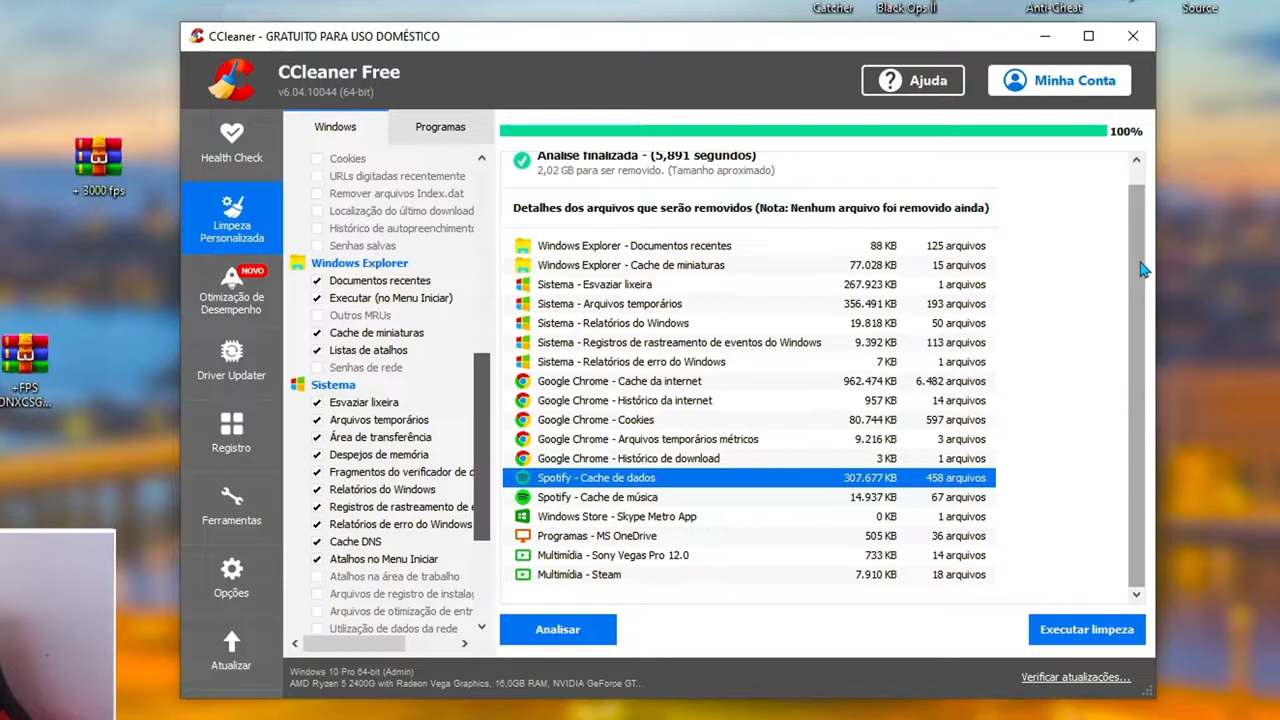 Catcher
Black Ops II
Anti-Cheat
Source
CCleaner - GRATUITO PARA USO DOMÉSTICO
CCleaner Free
v6.04.10044 (64-bit)
Ajuda
Minha Conta
+ 3000 fps
+FPS
ONXCSG...
Health Check
Limpeza
Personalizada
NOVO
Otimização de
Desempenho
Driver Updater
Registro
Ferramentas
Opções
Atualizar
Windows
Programas
Cookies
URLs digitadas recentemente
Remover arquivos Index.dat
Localização do último download
Histórico de autopreenchimento
Senhas salvas
Windows Explorer
Documentos recentes
Executar (no Menu Iniciar)
Outros MRUs
Cache de miniaturas
Listas de atalhos
Senhas de rede
Sistema
Esvaziar lixeira
Arquivos temporários
Área de transferência
Despejos de memória
Fragmentos do verificador de d
Relatórios do Windows
Registros de rastreamento de e
Relatórios de erro do Windows
Cache DNS
Atalhos no Menu Iniciar
Atalhos na área de trabalho
Arquivos de registro de instalaç
Arquivos de otimização de entr
Utilização de dados da rede
100%
Análise finalizada - (5,891 segundos)
2,02 GB para ser removido. (Tamanho aproximado)
Detalhes dos arquivos que serão removidos (Nota: Nenhum arquivo foi removido ainda)
Windows Explorer - Documentos recentes 88 KB 125 arquivos
Windows Explorer - Cache de miniaturas 77.028 KB 15 arquivos
Sistema - Esvaziar lixeira 267.923 KB 1 arquivos
Sistema - Arquivos temporários 356.491 KB 193 arquivos
Sistema - Relatórios do Windows 19.818 KB 50 arquivos
Sistema - Registros de rastreamento de eventos do Windows 9.392 KB 113 arquivos
Sistema - Relatórios de erro do Windows 7 KB 1 arquivos
Google Chrome - Cache da internet 962.474 KB 6.482 arquivos
Google Chrome - Histórico da internet 957 KB 14 arquivos
Google Chrome - Cookies 80.744 KB 597 arquivos
Google Chrome - Arquivos temporários métricos 9.216 KB 3 arquivos
Google Chrome - Histórico de download 3 KB 1 arquivos
Spotify - Cache de dados 307.677 KB 458 arquivos
Spotify - Cache de música 14.937 KB 67 arquivos
Windows Store - Skype Metro App 0 KB 1 arquivos
Programas - MS OneDrive 505 KB 36 arquivos
Multimídia - Sony Vegas Pro 12.0 733 KB 14 arquivos
Multimídia - Steam 7.910 KB 18 arquivos
Analisar
Executar limpeza
Windows 10 Pro 64-bit (Admin)
AMD Ryzen 5 2400G with Radeon Vega Graphics, 16,0GB RAM, NVIDIA GeForce GT...
Verificar atualizações...